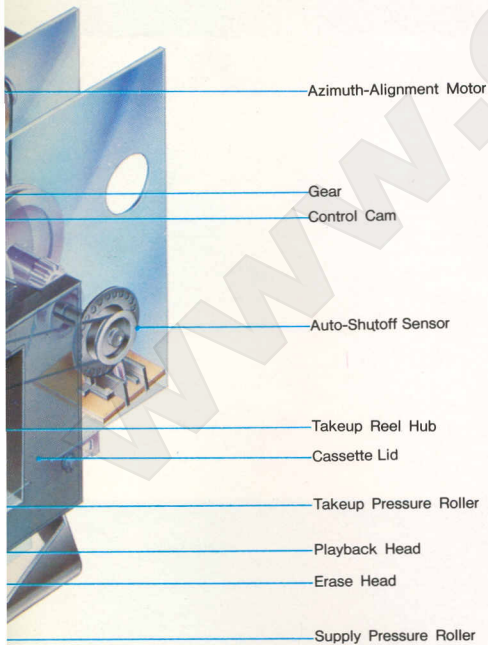 Azimuth-Alignment Motor
Gear
Control Cam
Auto-Shutoff Sensor
Takeup Reel Hub
Cassette Lid
Takeup Pressure Roller
Playback Head
Erase Head
Supply Pressure Roller
www.